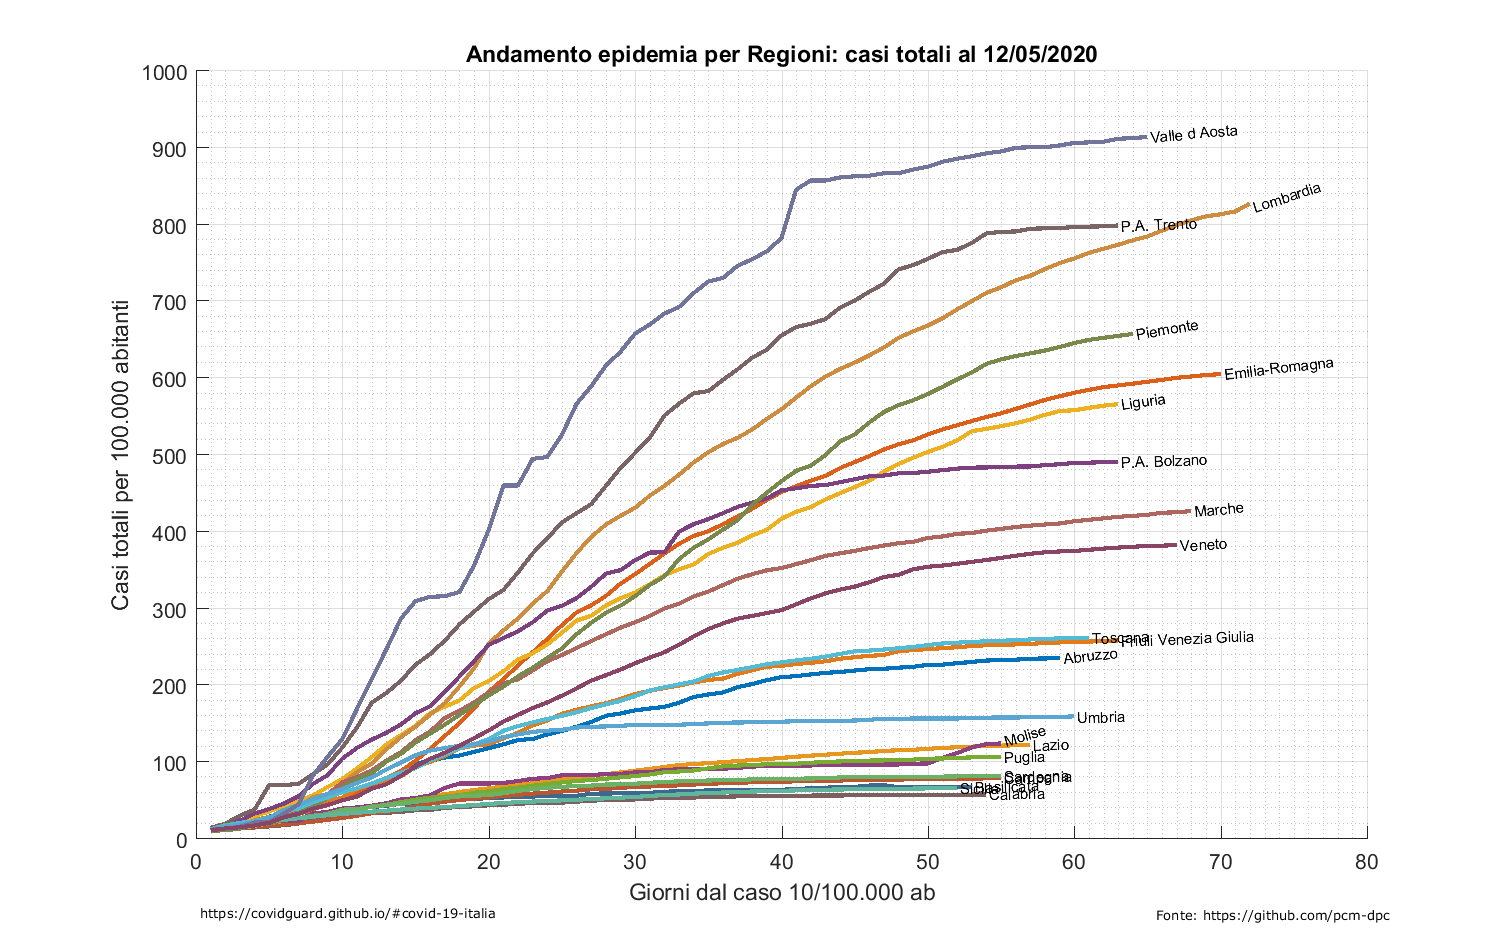 Andamento epidemia per Regioni: casi totali al 12/05/2020
1000
900
800
700
600
500
400
300
200
100
0
Casi totali per 100.000 abitanti
Valle d Aosta
Lombardia
P.A. Trento
Piemonte
Emilia-Romagna
Liguria
P.A. Bolzano
Marche
Veneto
Toscana
Friuli Venezia Giulia
Abruzzo
Umbria
Molise
Lazio
Puglia
Sardegna
Campania
Sicilia
Basilicata
Calabria
0 10 20 30 40 50 60 70 80
Giorni dal caso 10/100.000 ab
https://covidguard.github.io/#covid-19-italia
Fonte: https://github.com/pcm-dpc